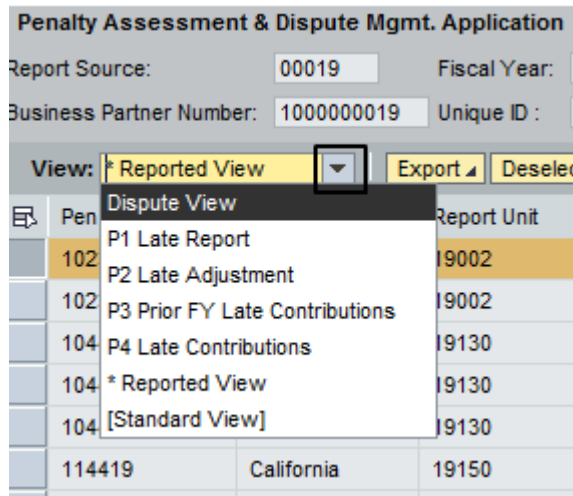 Penalty Assessment & Dispute Mgmt. Application
Report Source: 00019 Fiscal Year:
Business Partner Number: 1000000019 Unique ID :
View: * Reported View Export Deselec
Pen Report Unit
Dispute View
P1 Late Report
P2 Late Adjustment
P3 Prior FY Late Contributions
P4 Late Contributions
* Reported View
[Standard View]
102 19002
102 19002
104 19130
104 19130
104 19130
114419 California 19150